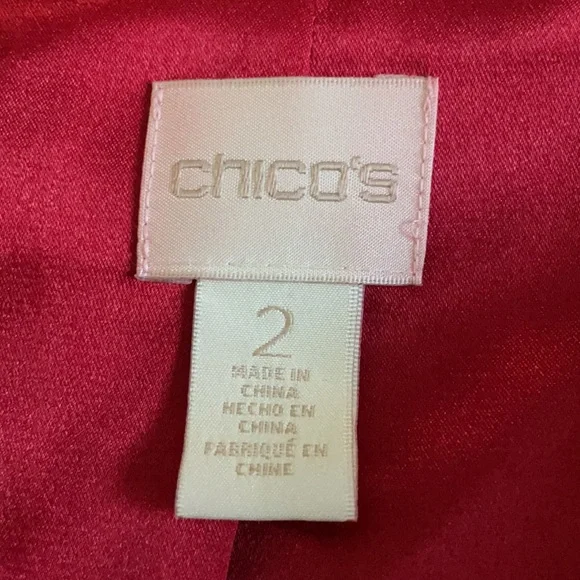 chico's
2
MADE IN
CHINA
HECHO EN
CHINA
FABRIQUÉ EN
CHINE